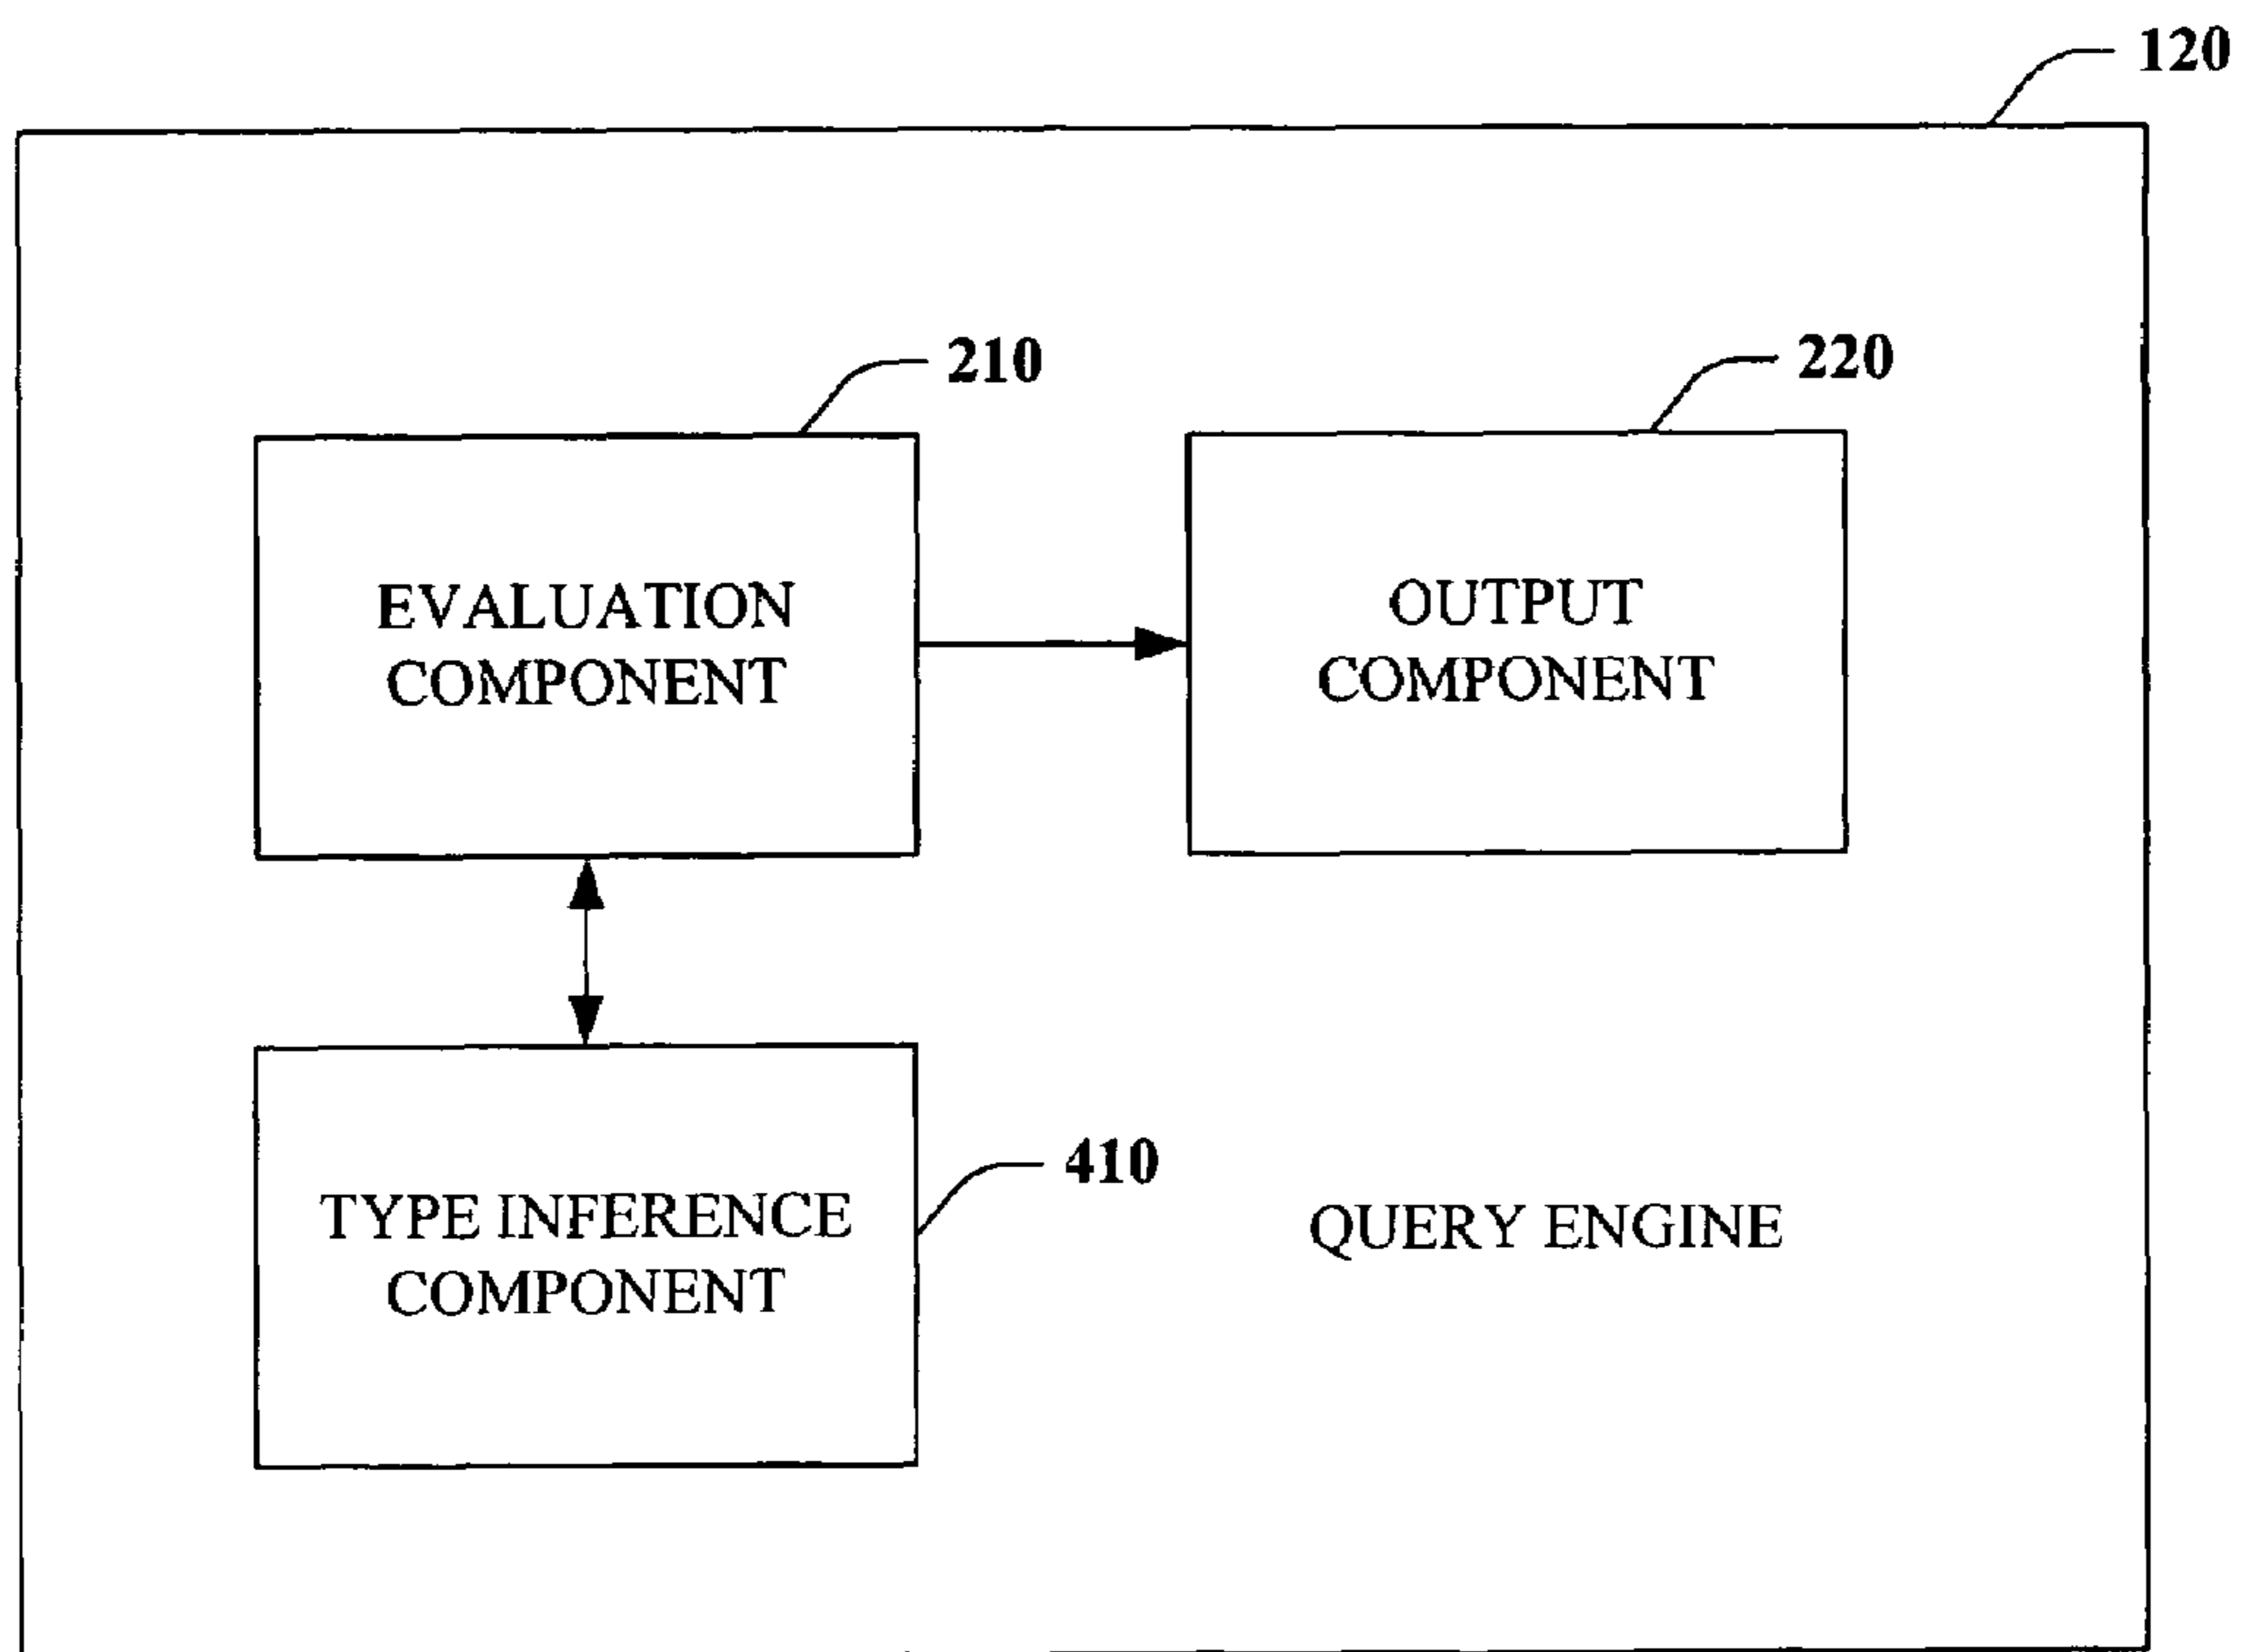 120
210
220
EVALUATION
COMPONENT
OUTPUT
COMPONENT
410
TYPE INFERENCE
COMPONENT
QUERY ENGINE